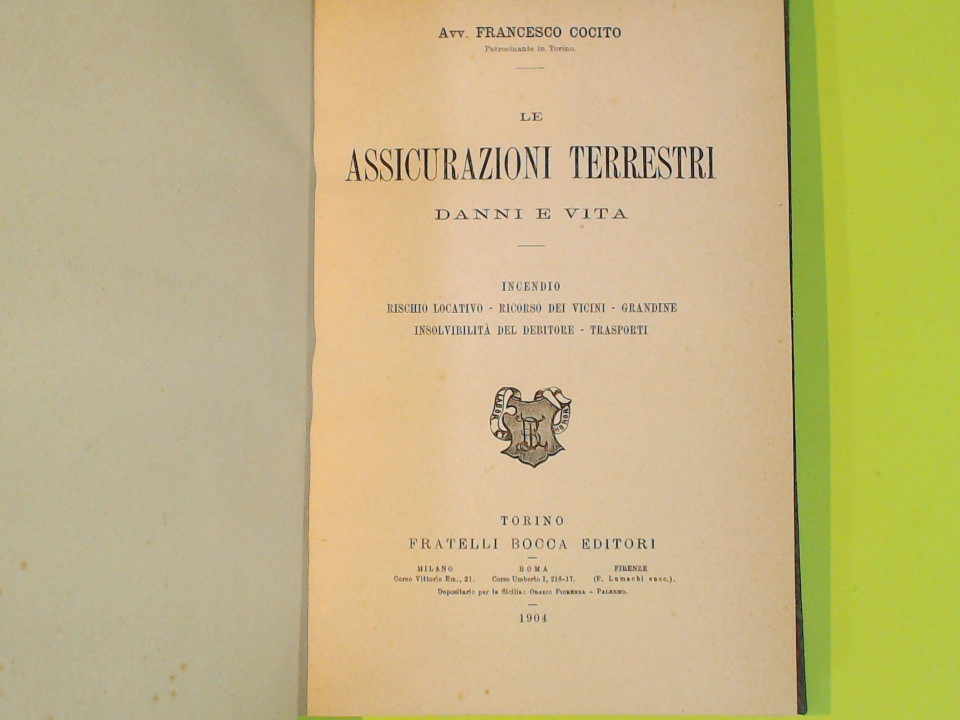 Avv. FRANCESCO COCITO
Patrocinante in Torino.
LE
ASSICURAZIONI TERRESTRI
DANNI E VITA
INCENDIO
RISCHIO LOCATIVO - RICORSO DEI VICINI - GRANDINE
INSOLVIBILITÀ DEL DEBITORE - TRASPORTI
LABOR
TORINO
FRATELLI BOCCA EDITORI
MILANO ROMA FIRENZE
Corso Vittorio Em., 21. Corso Umberto I, 216-17. (F. Lumachi succ.).
Depositario per la Sicilia: ORAZIO FIORENZA - PALERMO.
1904